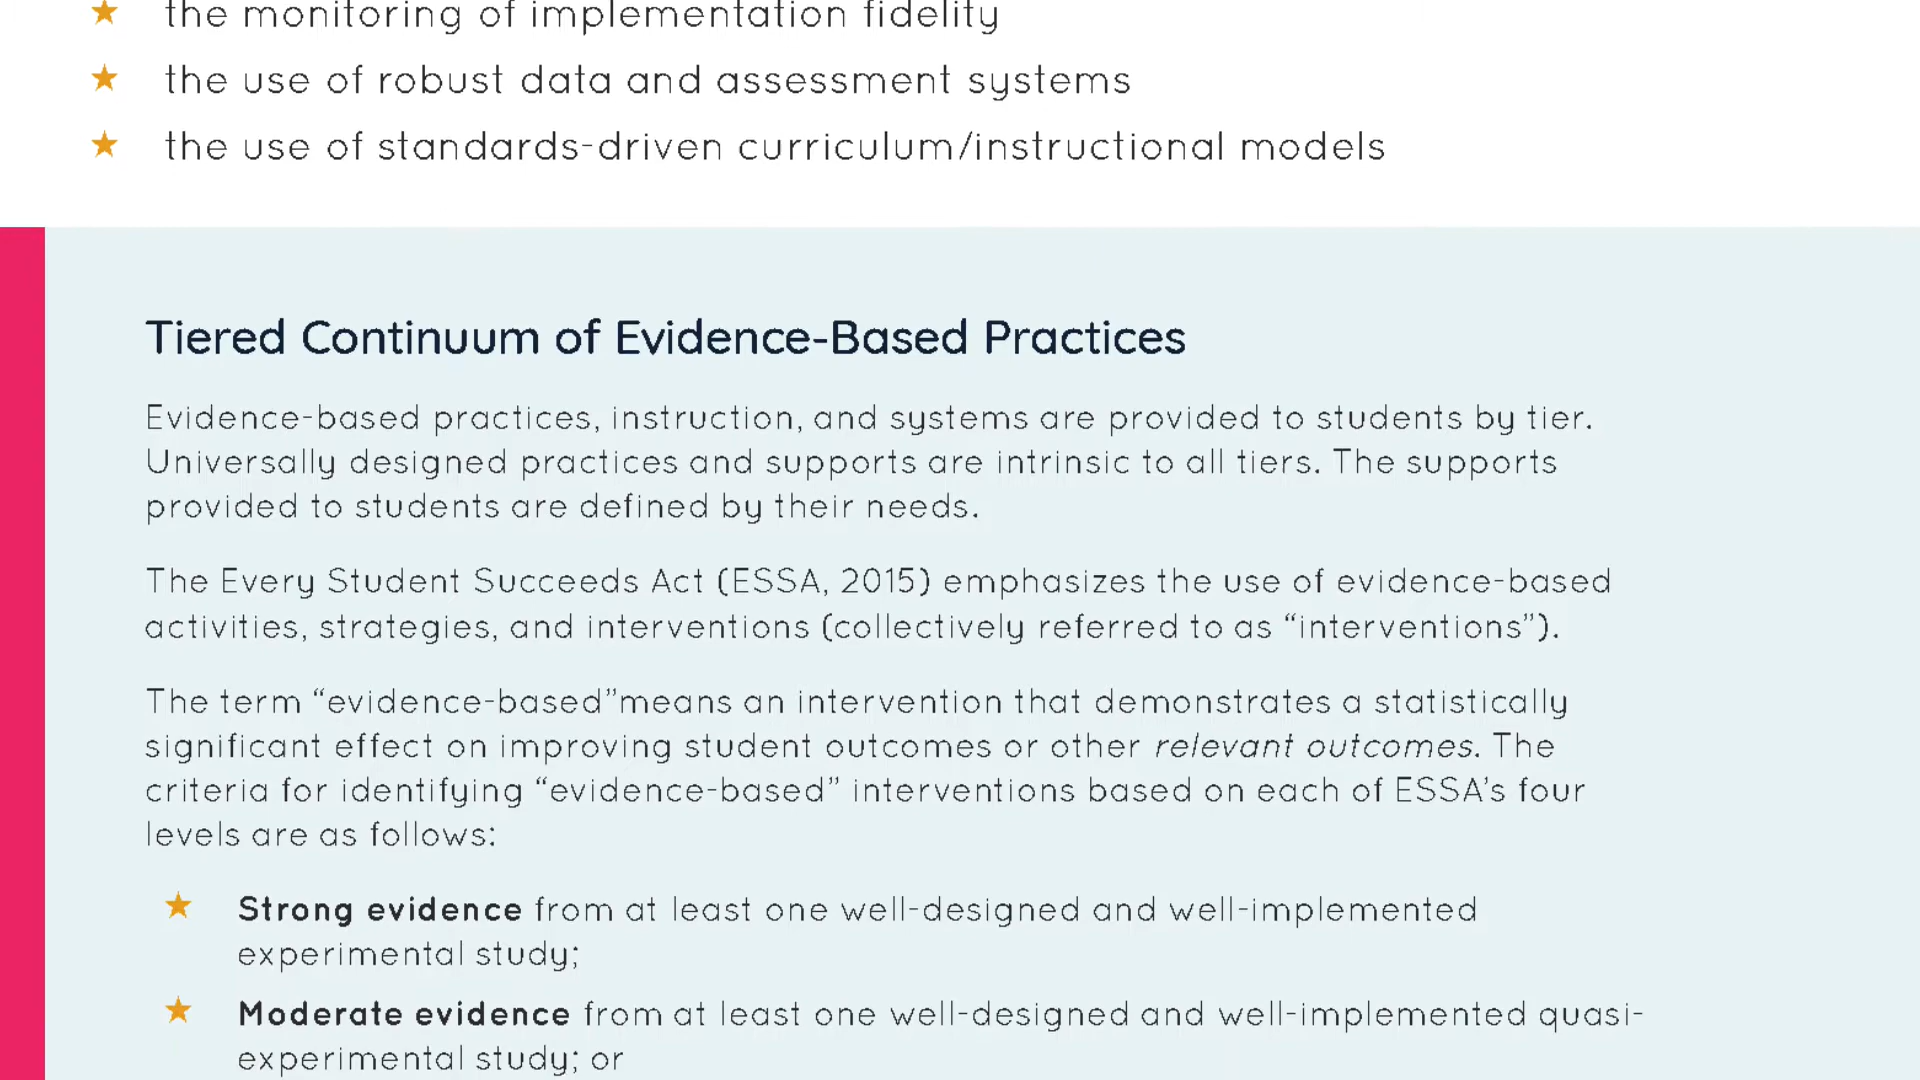 the monitoring of implementation fidelity
the use of robust data and assessment systems
the use of standards-driven curriculum/instructional models
Tiered Continuum of Evidence-Based Practices
Evidence-based practices, instruction, and systems are provided to students by tier.
Universally designed practices and supports are intrinsic to all tiers. The supports
provided to students are defined by their needs.
The Every Student Succeeds Act (ESSA, 2015) emphasizes the use of evidence-based
activities, strategies, and interventions (collectively referred to as “interventions”).
The term “evidence-based”means an intervention that demonstrates a statistically
significant effect on improving student outcomes or other relevant outcomes. The
criteria for identifying “evidence-based” interventions based on each of ESSA’s four
levels are as follows:
Strong evidence from at least one well-designed and well-implemented
experimental study;
Moderate evidence from at least one well-designed and well-implemented quasi-
experimental study; or